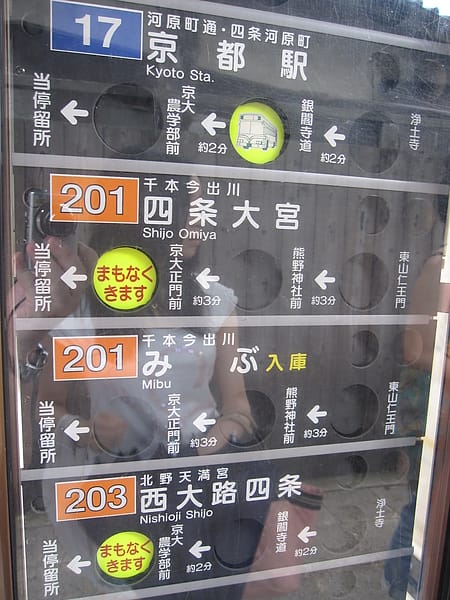 17
河原町通・四条河原町
京都駅
Kyoto Sta.
当停留所
京大農学部前
約2分
銀閣寺道
約2分
浄土寺
201
千本今出川
四条大宮
Shijo Omiya
当停留所
まもなく
きます
京大正門前
約3分
熊野神社前
約3分
東山仁王門
201
千本今出川
みぶ 入庫
Mibu
当停留所
京大正門前
約3分
熊野神社前
約3分
東山仁王門
203
北野天満宮
西大路四条
Nishioji Shijo
当停留所
まもなく
きます
京大農学部前
約2分
銀閣寺道
約2分
浄土寺